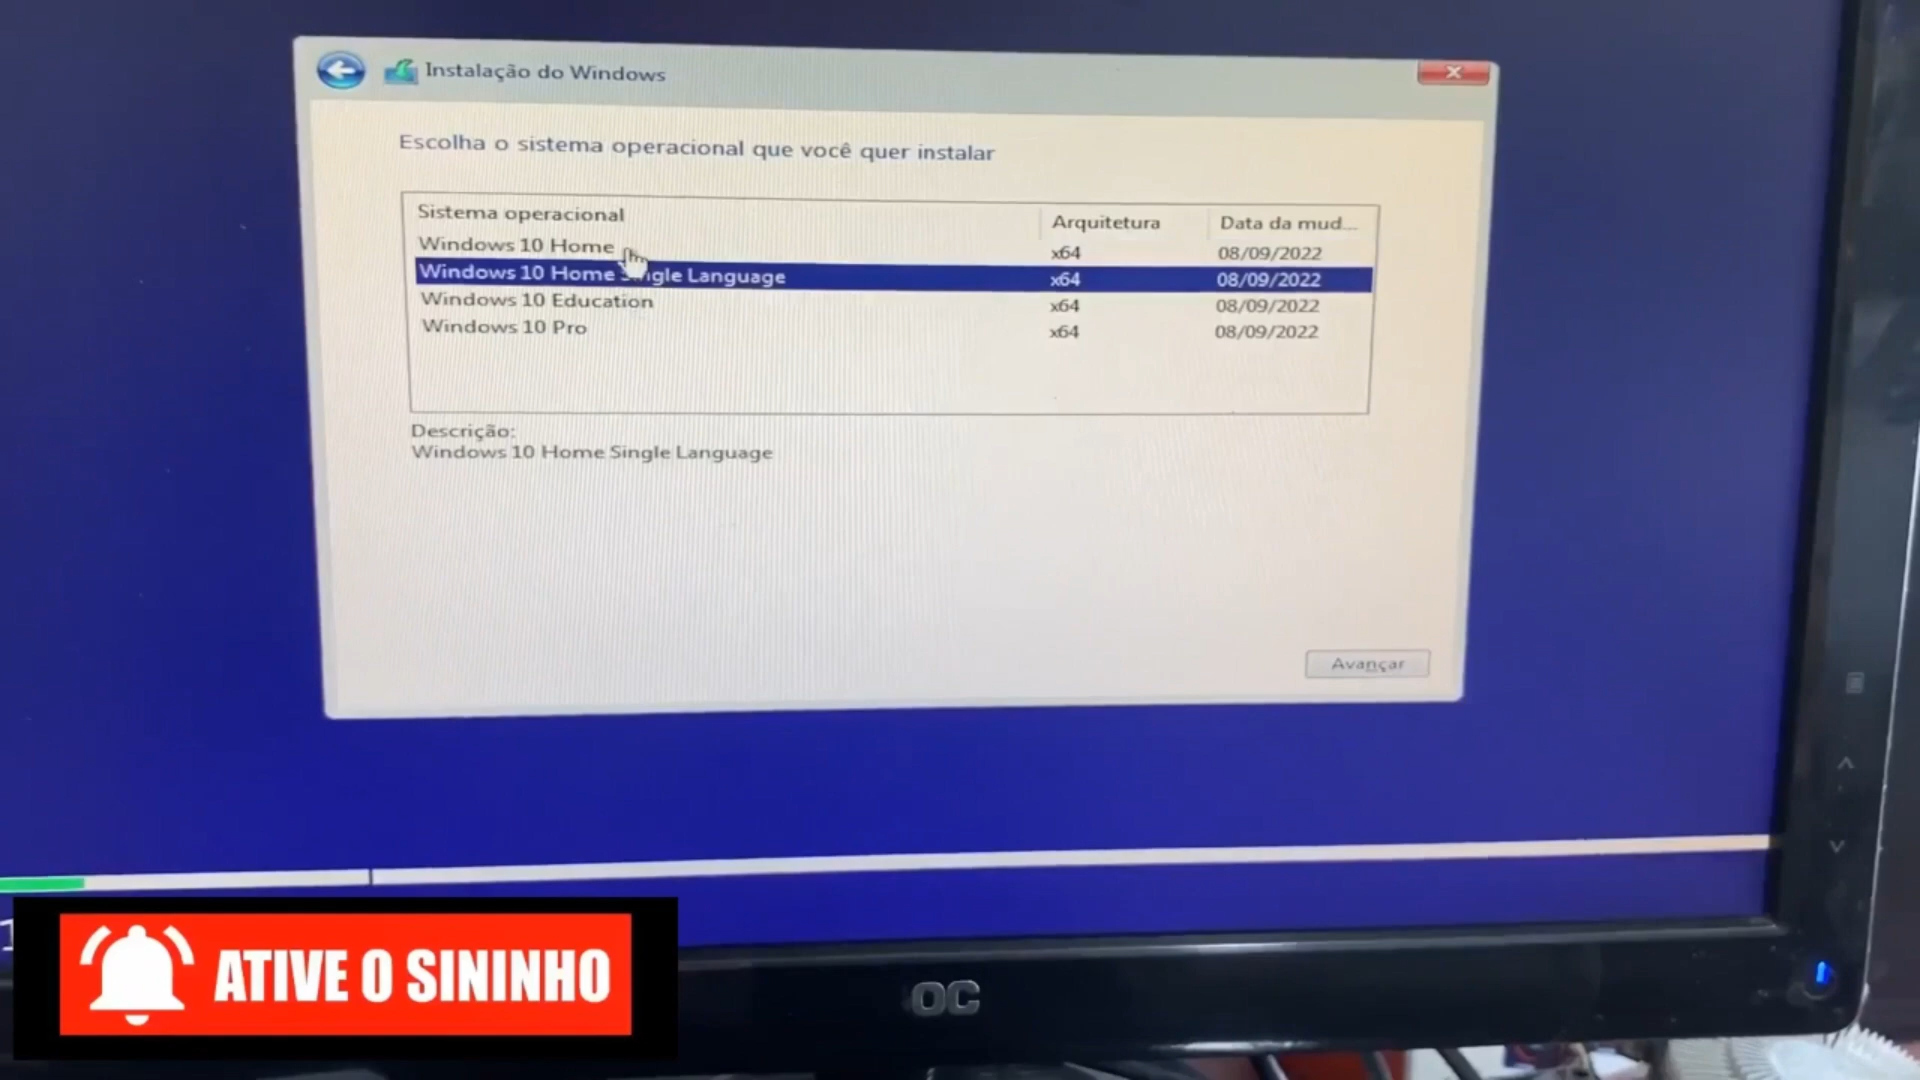 Instalação do Windows
Escolha o sistema operacional que você quer instalar
Sistema operacional Arquitetura Data da mud...
Windows 10 Home x64 08/09/2022
Windows 10 Home Single Language x64 08/09/2022
Windows 10 Education x64 08/09/2022
Windows 10 Pro x64 08/09/2022
Descrição:
Windows 10 Home Single Language
Avançar
1
ATIVE O SININHO
OC